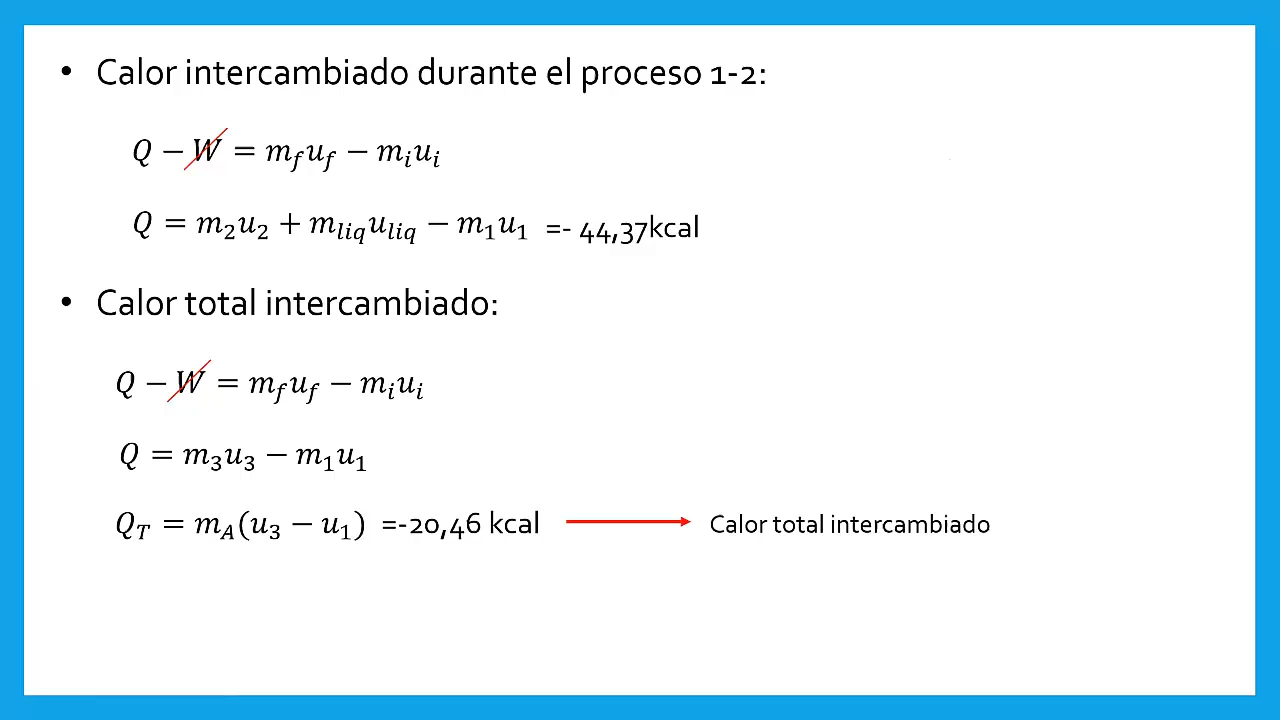 • Calor intercambiado durante el proceso 1-2:
Q − W = m_f u_f − m_i u_i
Q = m_2 u_2 + m_liq u_liq − m_1 u_1 =- 44,37kcal
• Calor total intercambiado:
Q − W = m_f u_f − m_i u_i
Q = m_3 u_3 − m_1 u_1
Q_T = m_A (u_3 − u_1) =-20,46 kcal Calor total intercambiado